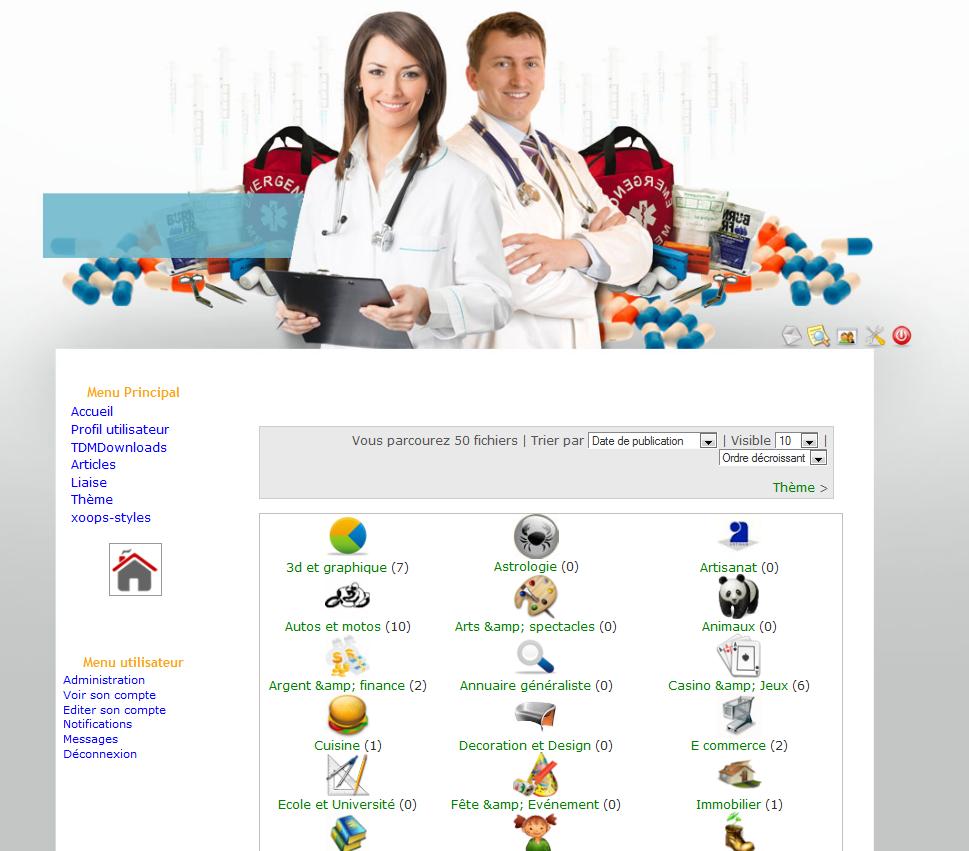 EMERGENC
BURN
FR
Menu Principal
Accueil
Profil utilisateur
TDMDownloads
Articles
Liaise
Thème
xoops-styles
Menu utilisateur
Administration
Voir son compte
Editer son compte
Notifications
Messages
Déconnexion
Vous parcourez 50 fichiers | Trier par Date de publication | Visible 10 |
Ordre décroissant
Thème >
3d et graphique (7) Astrologie (0) Artisanat (0)
Autos et motos (10) Arts &amp; spectacles (0) Animaux (0)
Argent &amp; finance (2) Annuaire généraliste (0) Casino &amp; Jeux (6)
Cuisine (1) Decoration et Design (0) E commerce (2)
Ecole et Université (0) Fête &amp; Evénement (0) Immobilier (1)